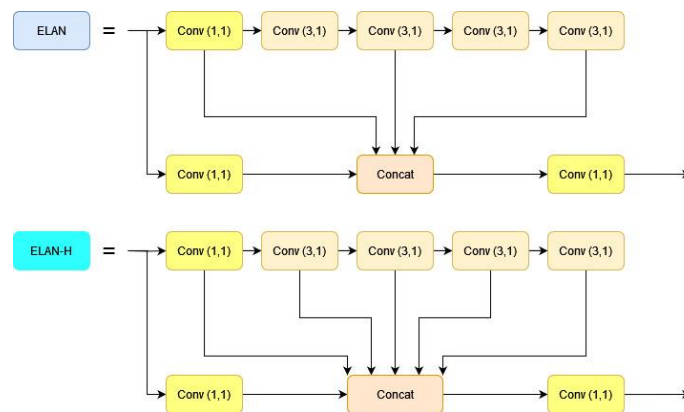 ELAN
=
Conv (1,1)
Conv (3,1)
Conv (3,1)
Conv (3,1)
Conv (3,1)
Conv (1,1)
Concat
Conv (1,1)
ELAN-H
=
Conv (1,1)
Conv (3,1)
Conv (3,1)
Conv (3,1)
Conv (3,1)
Conv (1,1)
Concat
Conv (1,1)